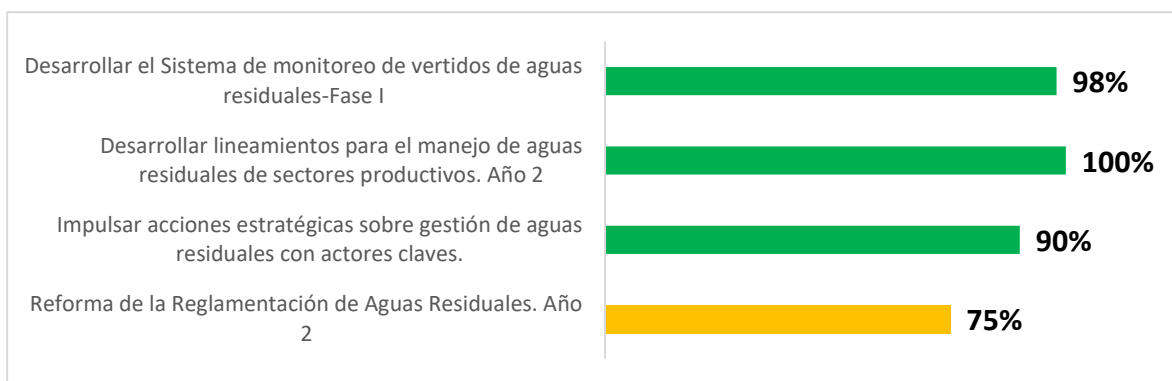 Desarrollar el Sistema de monitoreo de vertidos de aguas
residuales-Fase I
98%
Desarrollar lineamientos para el manejo de aguas
residuales de sectores productivos. Año 2
100%
Impulsar acciones estratégicas sobre gestión de aguas
residuales con actores claves.
90%
Reforma de la Reglamentación de Aguas Residuales. Año
2
75%